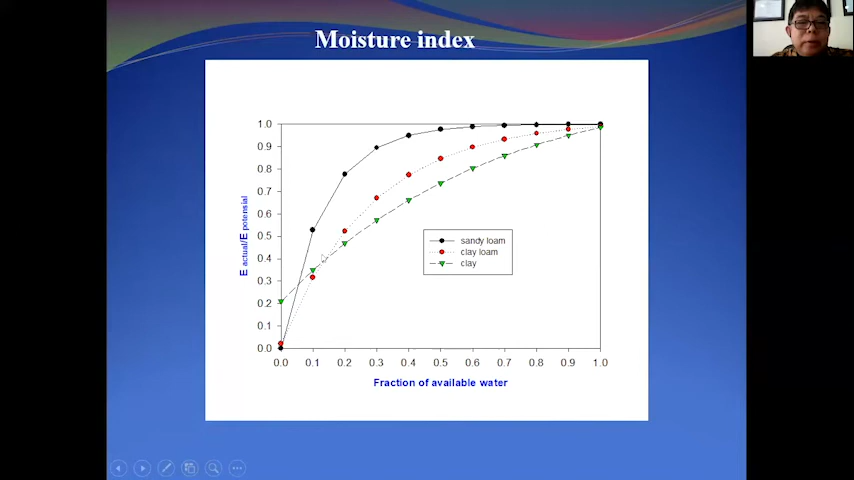 Moisture index
1.0
0.9
0.8
0.7
0.6
0.5
0.4
0.3
0.2
0.1
0.0
E actual/E potensial
sandy loam
clay loam
clay
0.0 0.1 0.2 0.3 0.4 0.5 0.6 0.7 0.8 0.9 1.0
Fraction of available water